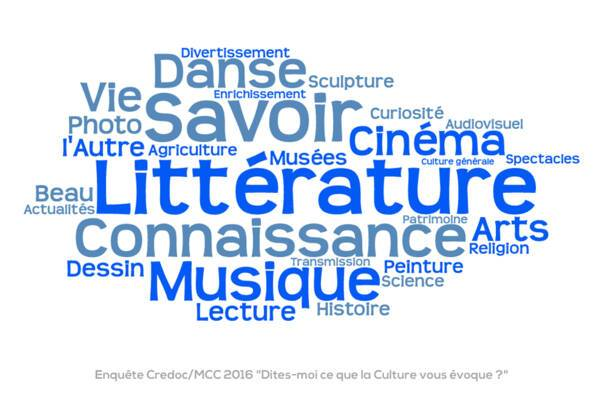 Divertissement
Danse
Sculpture
Vie
Enrichissement
Savoir
Curiosité
Photo
Audiovisuel
Cinéma
l'Autre
Agriculture
Musées
Culture générale
Spectacles
Littérature
Beau
Actualités
Patrimoine
Connaissance
Arts
Religion
Dessin
Transmission
Peinture
Musique
Science
Lecture
Histoire
Enquête Credoc/MCC 2016 "Dites-moi ce que la Culture vous évoque ?"